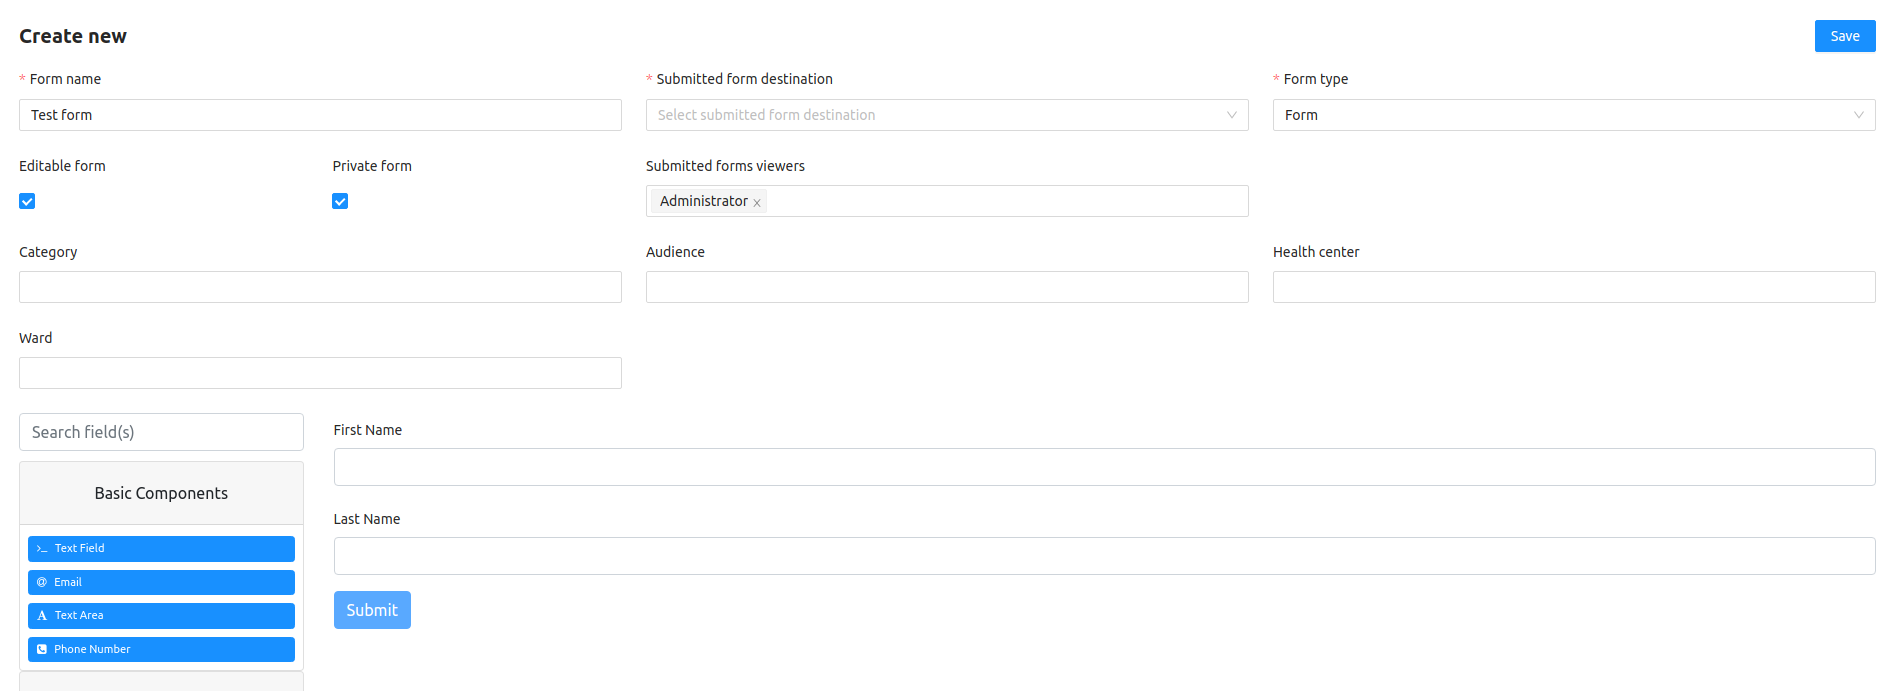 Create new
Save
* Form name
* Submitted form destination
* Form type
Test form
Select submitted form destination
Form
Editable form
Private form
Submitted forms viewers
Administrator x
Category
Audience
Health center
Ward
Search field(s)
First Name
Basic Components
Last Name
>_ Text Field
@ Email
A Text Area
Phone Number
Submit